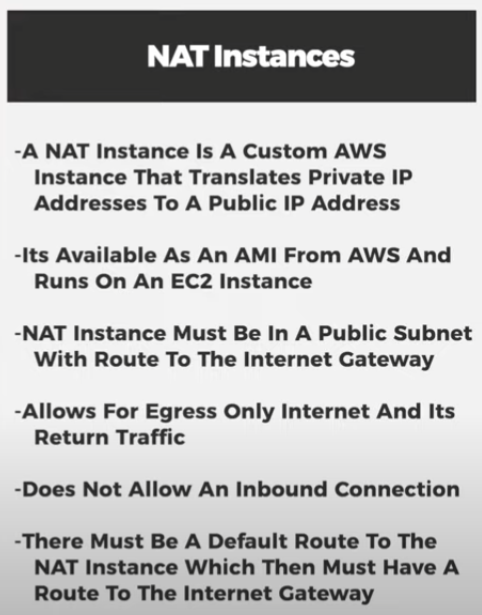 NAT Instances
-A NAT Instance Is A Custom AWS
Instance That Translates Private IP
Addresses To A Public IP Address
-Its Available As An AMI From AWS And
Runs On An EC2 Instance
-NAT Instance Must Be In A Public Subnet
With Route To The Internet Gateway
-Allows For Egress Only Internet And Its
Return Traffic
-Does Not Allow An Inbound Connection
-There Must Be A Default Route To The
NAT Instance Which Then Must Have A
Route To The Internet Gateway